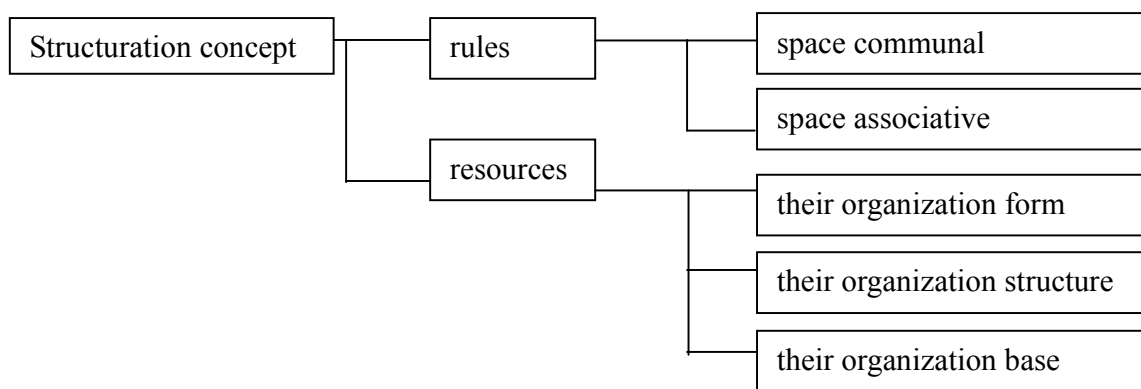 Structuration concept
rules
space communal
space associative
resources
their organization form
their organization structure
their organization base